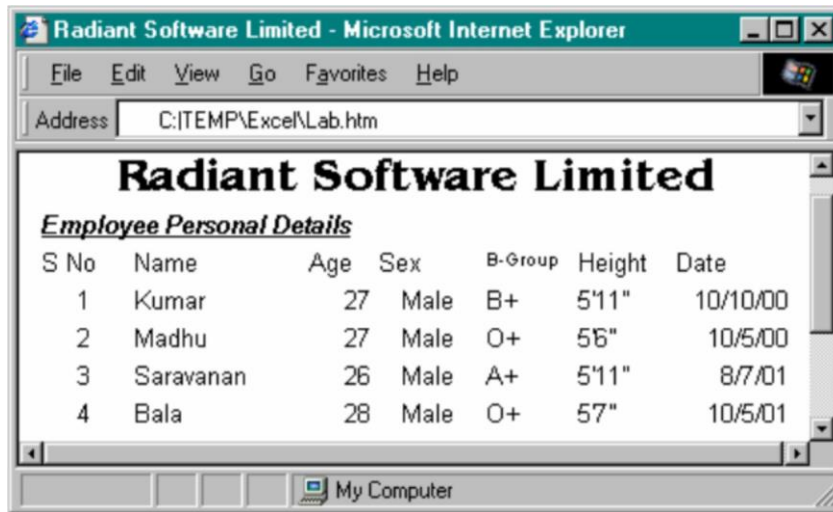 Radiant Software Limited - Microsoft Internet Explorer
File Edit View Go Favorites Help
Address C:|TEMP\Excel\Lab.htm
Radiant Software Limited
Employee Personal Details
S No Name Age Sex B-Group Height Date
1 Kumar 27 Male B+ 5'11" 10/10/00
2 Madhu 27 Male O+ 5'6" 10/5/00
3 Saravanan 26 Male A+ 5'11" 8/7/01
4 Bala 28 Male O+ 5'7" 10/5/01
My Computer